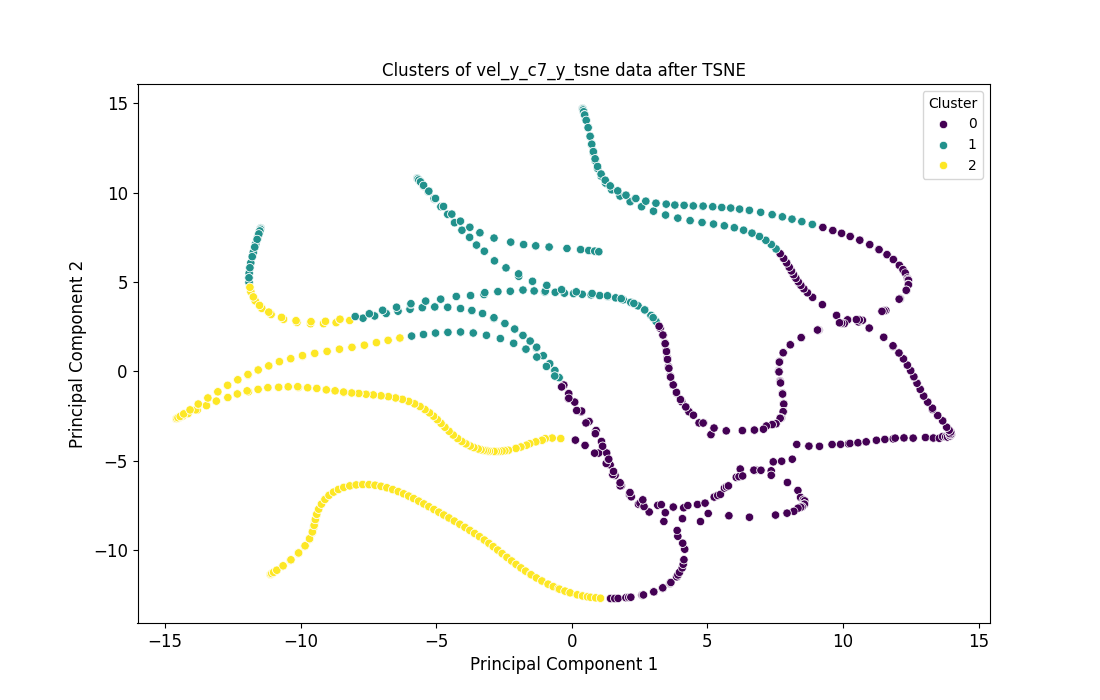 Clusters of vel_y_c7_y_tsne data after TSNE
Cluster
0
1
2
15
10
5
0
−5
−10
Principal Component 2
−15 −10 −5 0 5 10 15
Principal Component 1